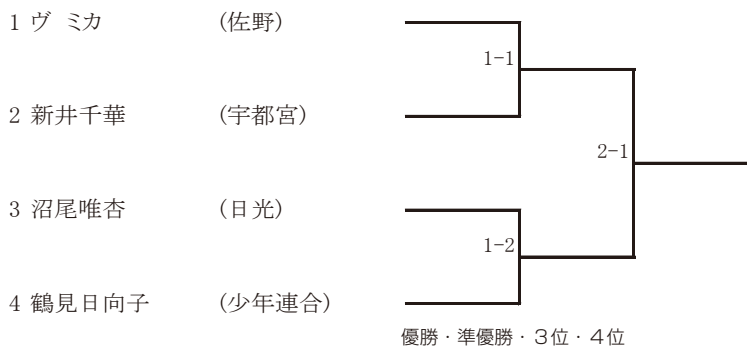 1 ヴ ミカ (佐野)
1-1
2 新井千華 (宇都宮)
2-1
3 沼尾唯杏 (日光)
1-2
4 鶴見日向子 (少年連合)
優勝・準優勝・3位・4位